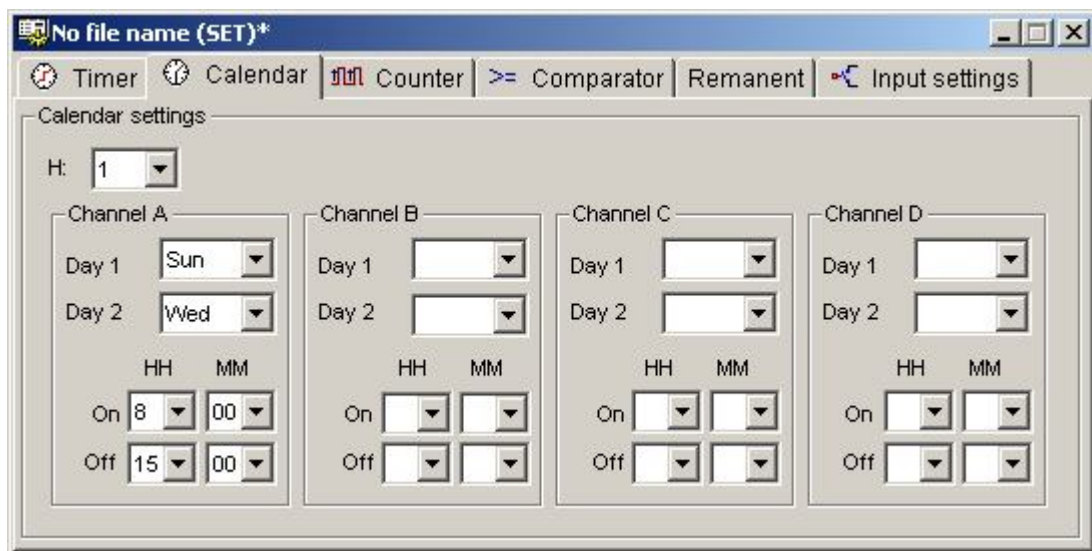 No file name (SET)*
Timer Calendar Counter >= Comparator Remanent Input settings
Calendar settings
H: 1
Channel A Channel B Channel C Channel D
Day 1 Sun Day 1 Day 1 Day 1
Day 2 Wed Day 2 Day 2 Day 2
HH MM HH MM HH MM HH MM
On 8 00 On On On
Off 15 00 Off Off Off